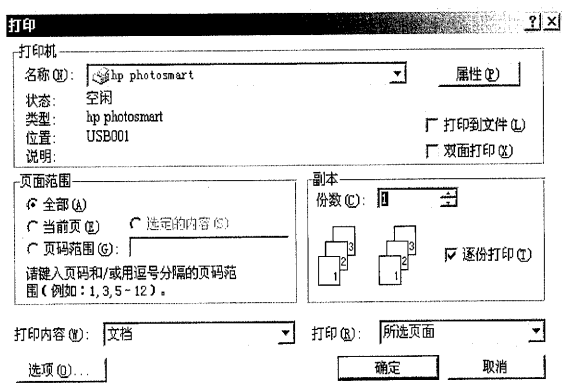 打印
打印机
名称(N): hp photosmart 属性(P)
状态: 空闲
类型: hp photosmart
位置: USB001 打印到文件(L)
说明: 双面打印(X)
页面范围
全部(A)
当前页(E) 选定的内容(S)
页码范围(G):
请键入页码和/或用逗号分隔的页码范
围(例如:1,3,5-12)。
副本
份数(C): 1
3 3
2 2
1 1
逐份打印(T)
打印内容(W): 文档 打印(R): 所选页面
选项(O)... 确定 取消